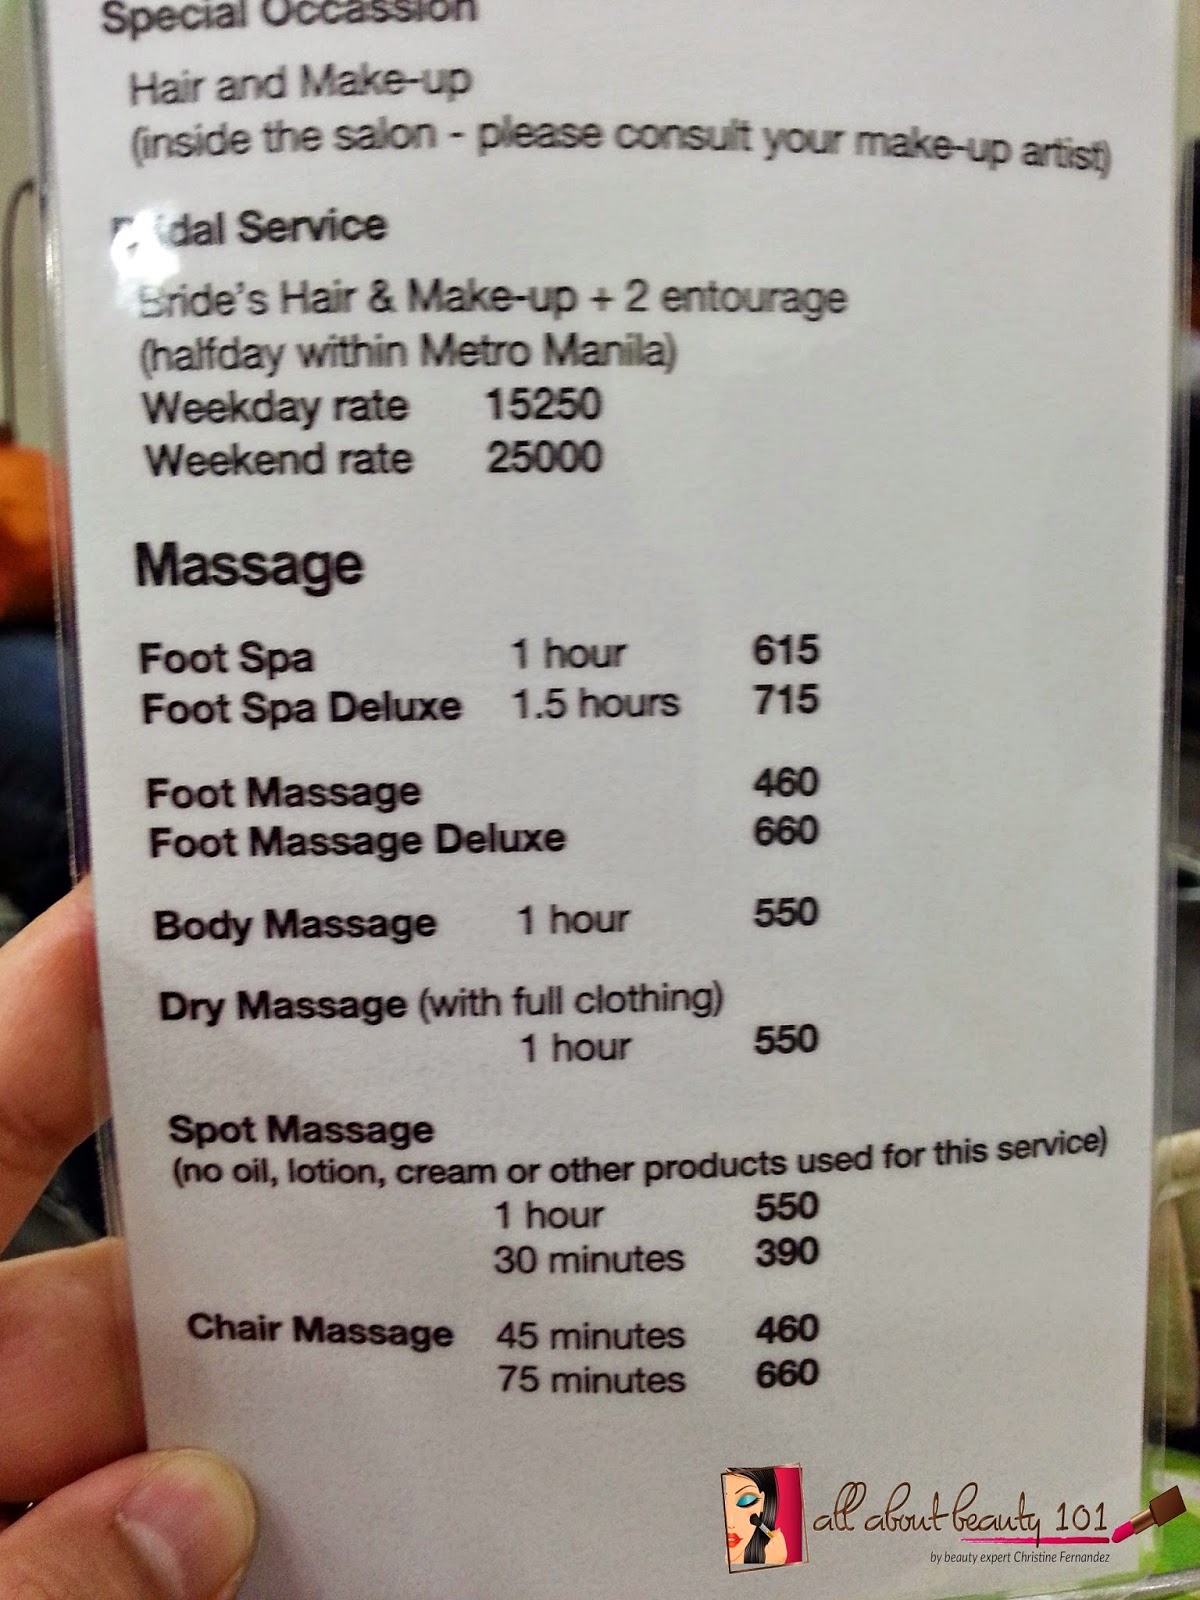 Special Occassion
Hair and Make-up
(inside the salon - please consult your make-up artist)
Bridal Service
Bride's Hair & Make-up + 2 entourage
(halfday within Metro Manila)
Weekday rate 15250
Weekend rate 25000
Massage
Foot Spa 1 hour 615
Foot Spa Deluxe 1.5 hours 715
Foot Massage 460
Foot Massage Deluxe 660
Body Massage 1 hour 550
Dry Massage (with full clothing)
1 hour 550
Spot Massage
(no oil, lotion, cream or other products used for this service)
1 hour 550
30 minutes 390
Chair Massage 45 minutes 460
75 minutes 660
all about beauty 101
by beauty expert Christine Fernandez